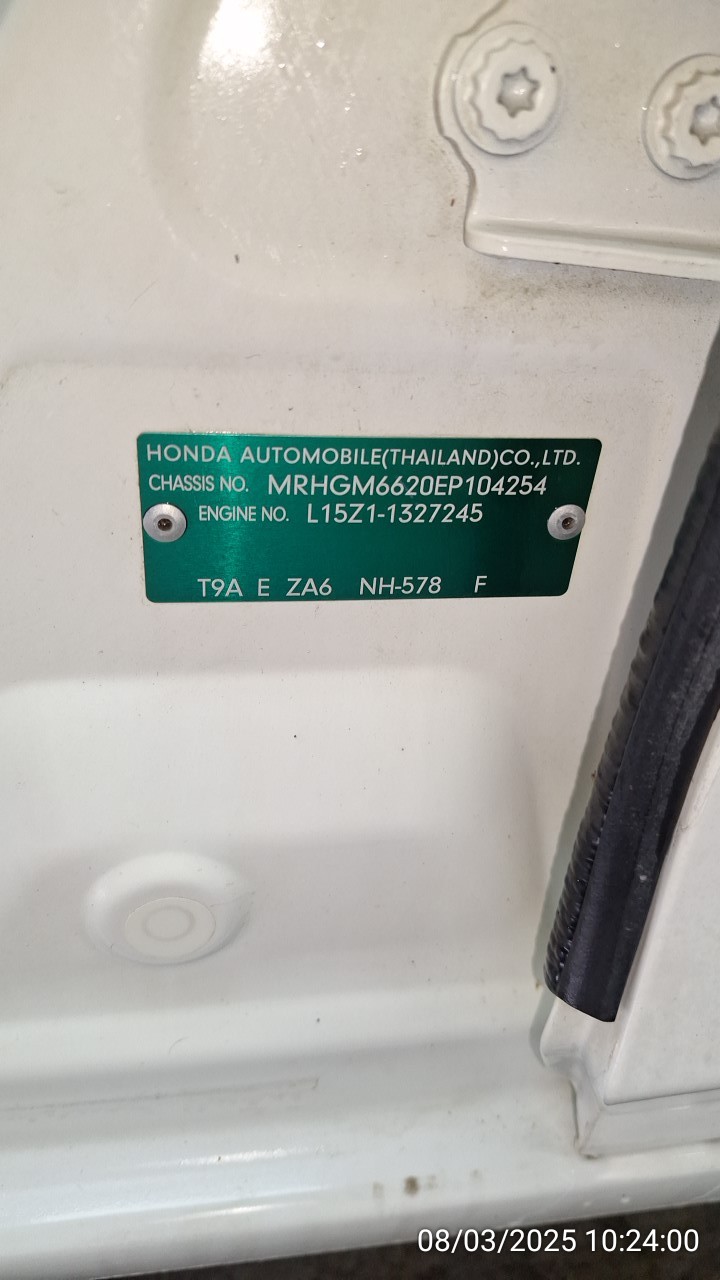 HONDA AUTOMOBILE(THAILAND)CO.,LTD.
CHASSIS NO. MRHGM6620EP104254
ENGINE NO. L15Z1-1327245
T9A E ZA6 NH-578 F
08/03/2025 10:24:00